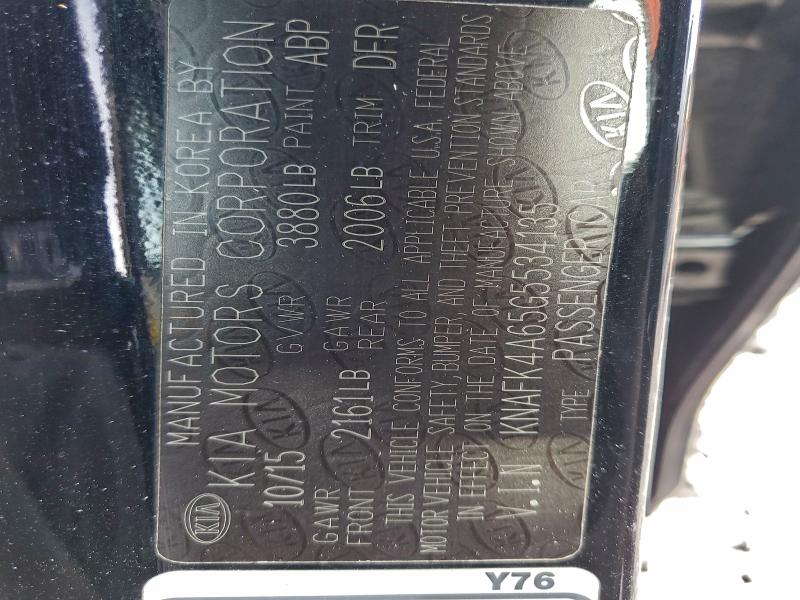 MANUFACTURED IN KOREA BY
KIA KIA MOTORS CORPORATION
10/15 GVWR 3880LB PAINT ABP
GAWR GAWR
FRONT 2161LB REAR 2006LB TRIM DFR
THIS VEHICLE CONFORMS TO ALL APPLICABLE U.S.A. FEDERAL
MOTOR VEHICLE SAFETY, BUMPER, AND THEFT PREVENTION STANDARDS
IN EFFECT ON THE DATE OF MANUFACTURE SHOWN ABOVE
V.I.N KNAFK4A65G5534135
TYPE PASSENGER CAR
Y76